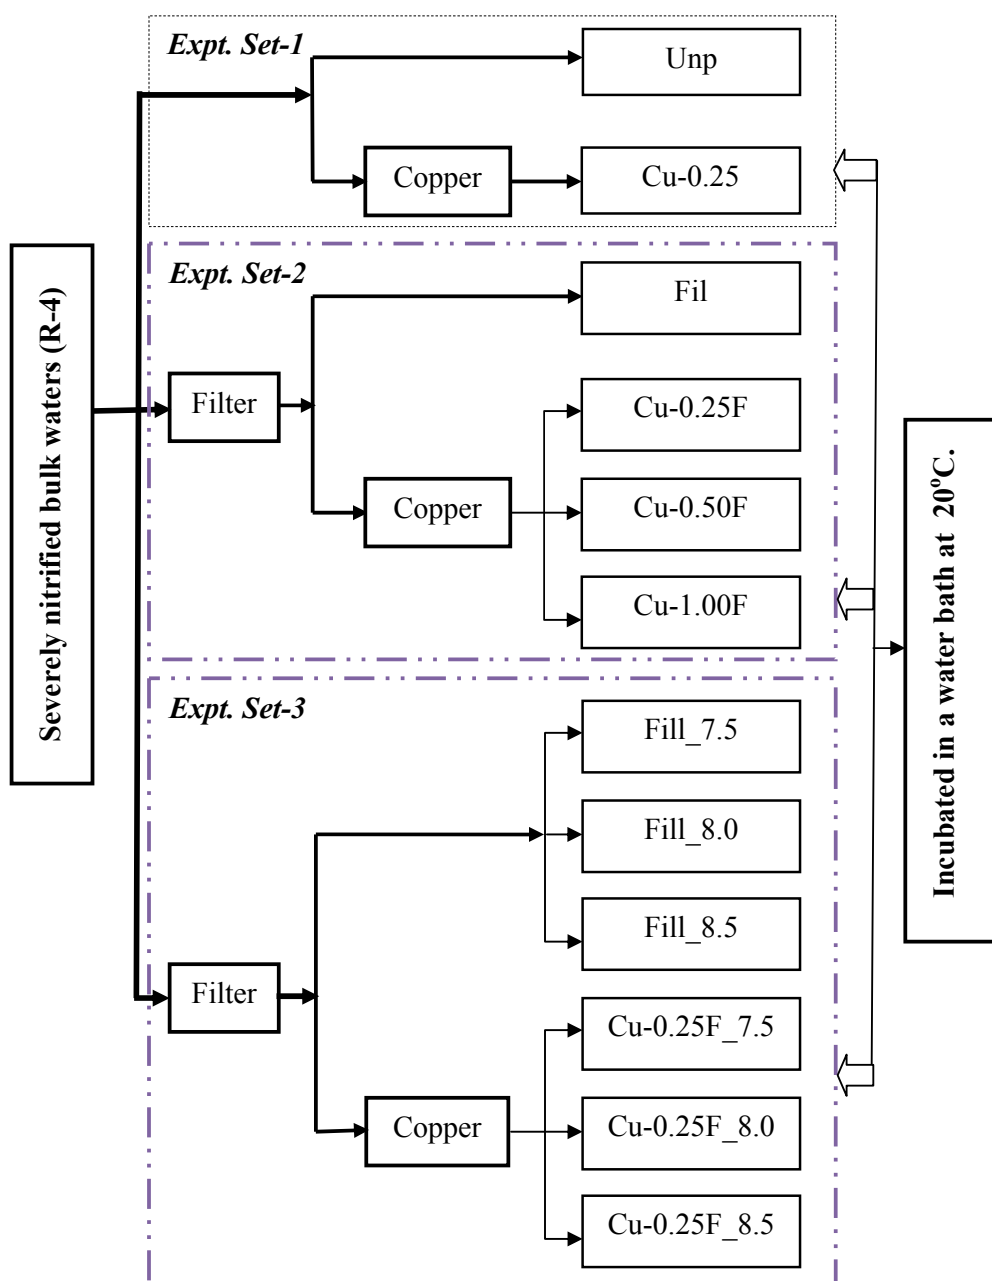 Severely nitrified bulk waters (R-4)
Expt. Set-1
Unp
Copper
Cu-0.25
Expt. Set-2
Filter
Fil
Copper
Cu-0.25F
Cu-0.50F
Cu-1.00F
Expt. Set-3
Filter
Fill_7.5
Fill_8.0
Fill_8.5
Copper
Cu-0.25F_7.5
Cu-0.25F_8.0
Cu-0.25F_8.5
Incubated in a water bath at 20°C.